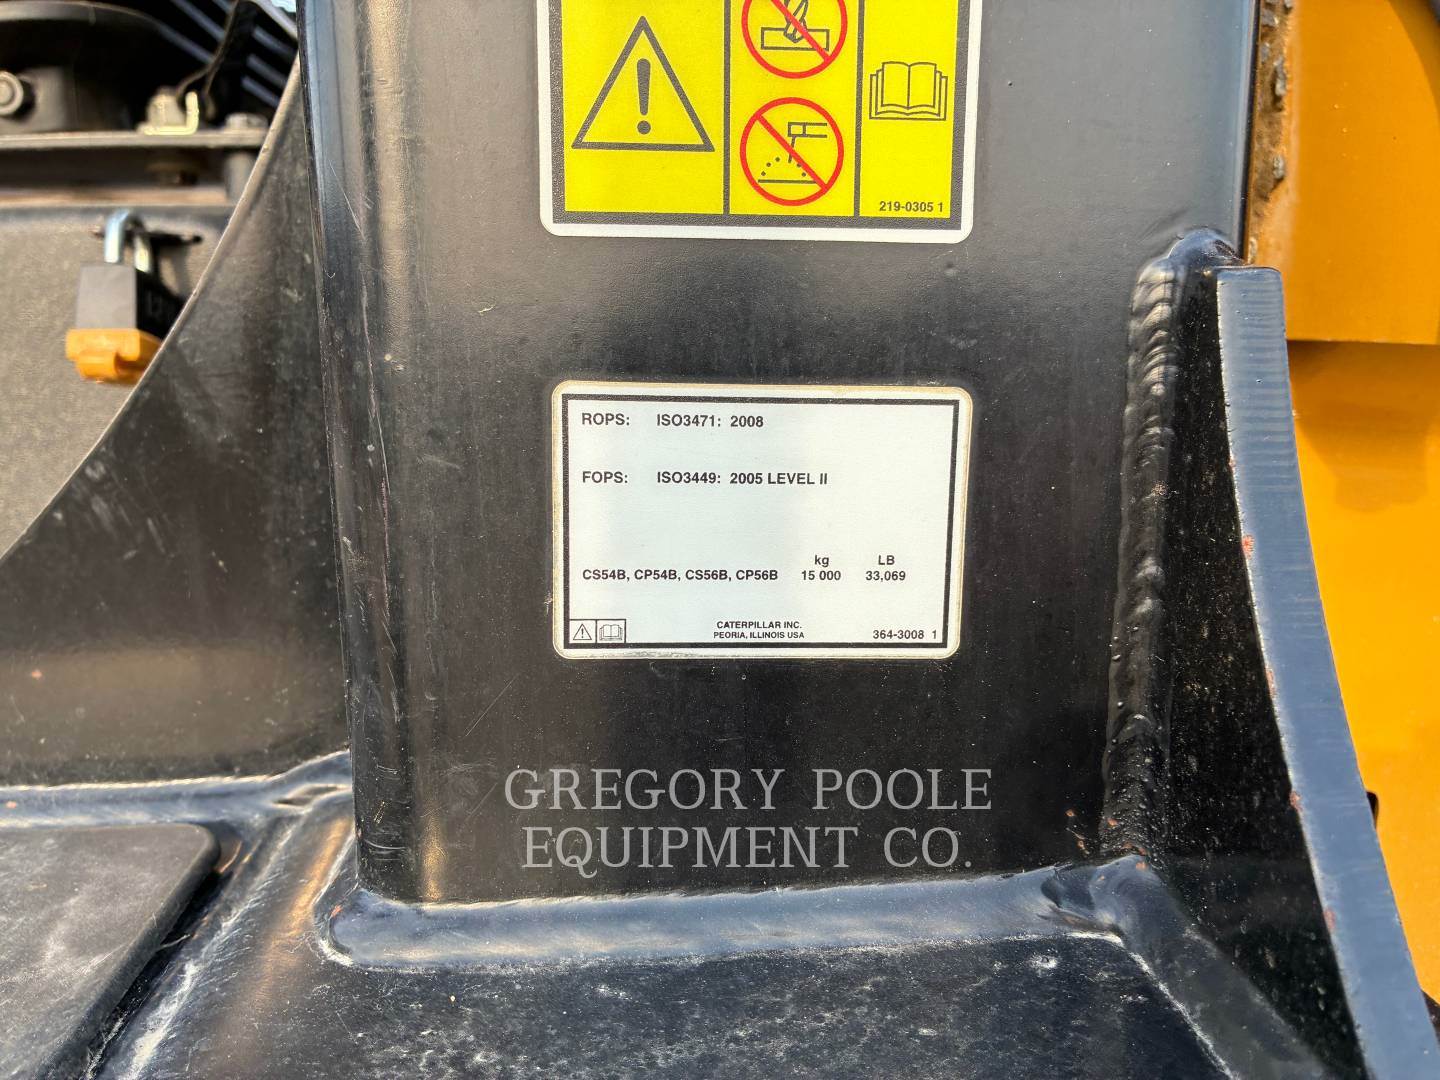 219-0305 1
ROPS: ISO3471: 2008
FOPS: ISO3449: 2005 LEVEL II
kg LB
CS54B, CP54B, CS56B, CP56B 15 000 33,069
CATERPILLAR INC.
PEORIA, ILLINOIS USA 364-3008 1
GREGORY POOLE
EQUIPMENT CO.